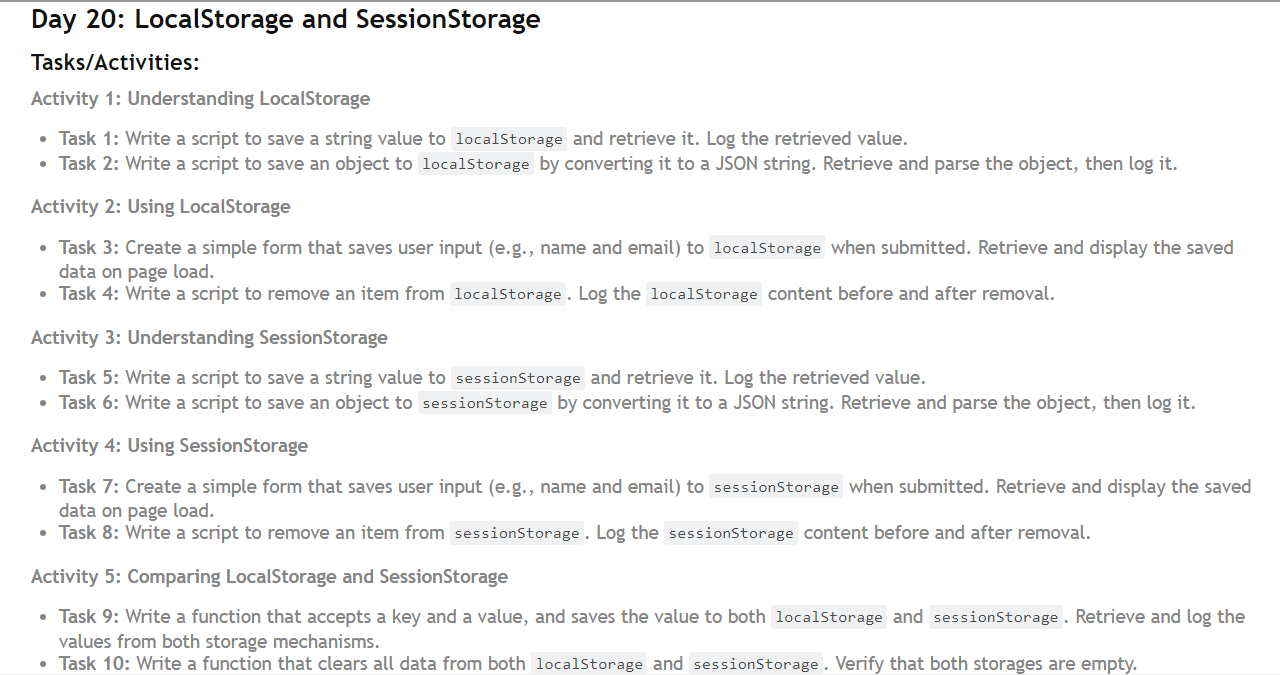 Day 20: LocalStorage and SessionStorage
Tasks/Activities:
Activity 1: Understanding LocalStorage
• Task 1: Write a script to save a string value to localStorage and retrieve it. Log the retrieved value.
• Task 2: Write a script to save an object to localStorage by converting it to a JSON string. Retrieve and parse the object, then log it.
Activity 2: Using LocalStorage
• Task 3: Create a simple form that saves user input (e.g., name and email) to localStorage when submitted. Retrieve and display the saved
data on page load.
• Task 4: Write a script to remove an item from localStorage. Log the localStorage content before and after removal.
Activity 3: Understanding SessionStorage
• Task 5: Write a script to save a string value to sessionStorage and retrieve it. Log the retrieved value.
• Task 6: Write a script to save an object to sessionStorage by converting it to a JSON string. Retrieve and parse the object, then log it.
Activity 4: Using SessionStorage
• Task 7: Create a simple form that saves user input (e.g., name and email) to sessionStorage when submitted. Retrieve and display the saved
data on page load.
• Task 8: Write a script to remove an item from sessionStorage. Log the sessionStorage content before and after removal.
Activity 5: Comparing LocalStorage and SessionStorage
• Task 9: Write a function that accepts a key and a value, and saves the value to both localStorage and sessionStorage. Retrieve and log the
values from both storage mechanisms.
• Task 10: Write a function that clears all data from both localStorage and sessionStorage. Verify that both storages are empty.